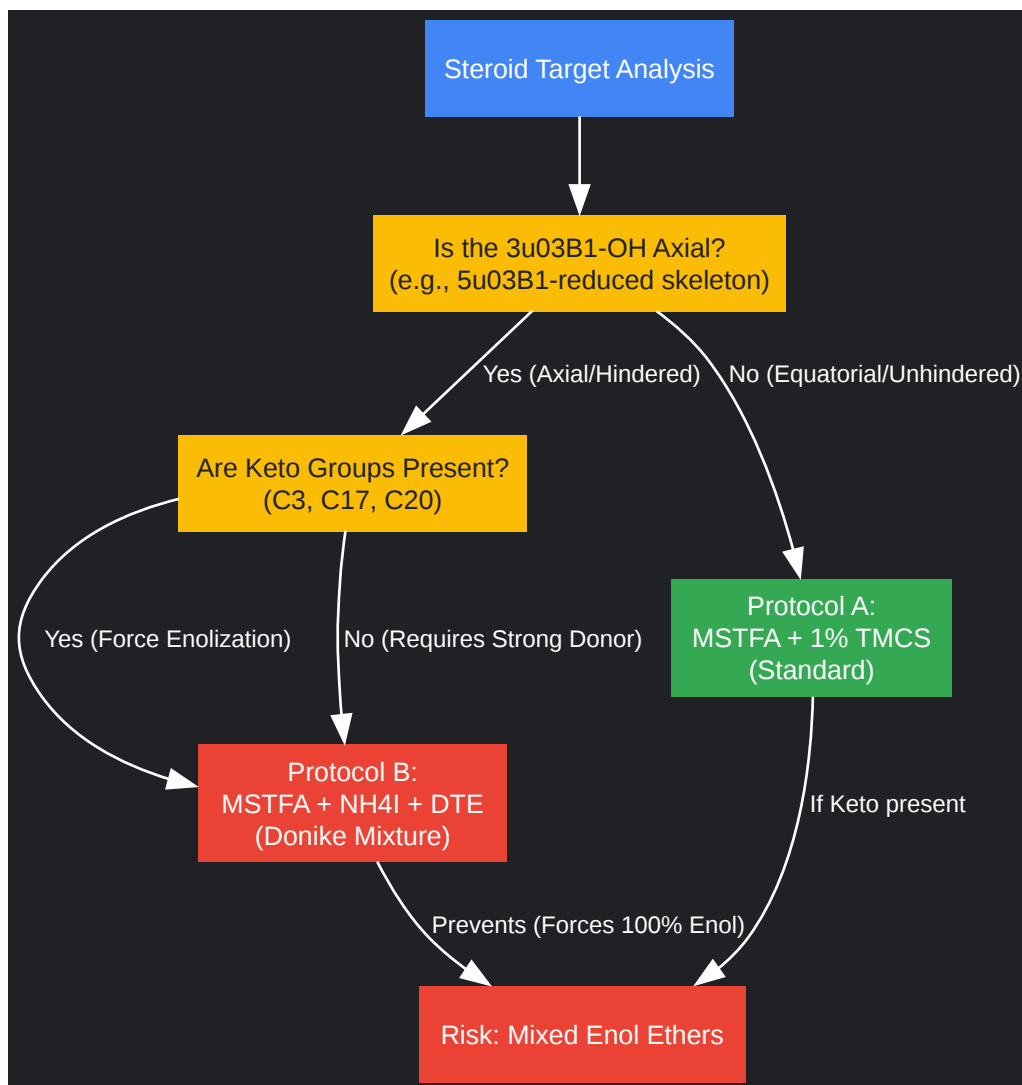 Steroid Target Analysis
Is the 3u03B1-OH Axial?
(e.g., 5u03B1-reduced skeleton)
Yes (Axial/Hindered)
No (Equatorial/Unhindered)
Are Keto Groups Present?
(C3, C17, C20)
Yes (Force Enolization)
No (Requires Strong Donor)
Protocol A:
MSTFA + 1% TMCS
(Standard)
Protocol B:
MSTFA + NH4I + DTE
(Donike Mixture)
If Keto present
Prevents (Forces 100% Enol)
Risk: Mixed Enol Ethers